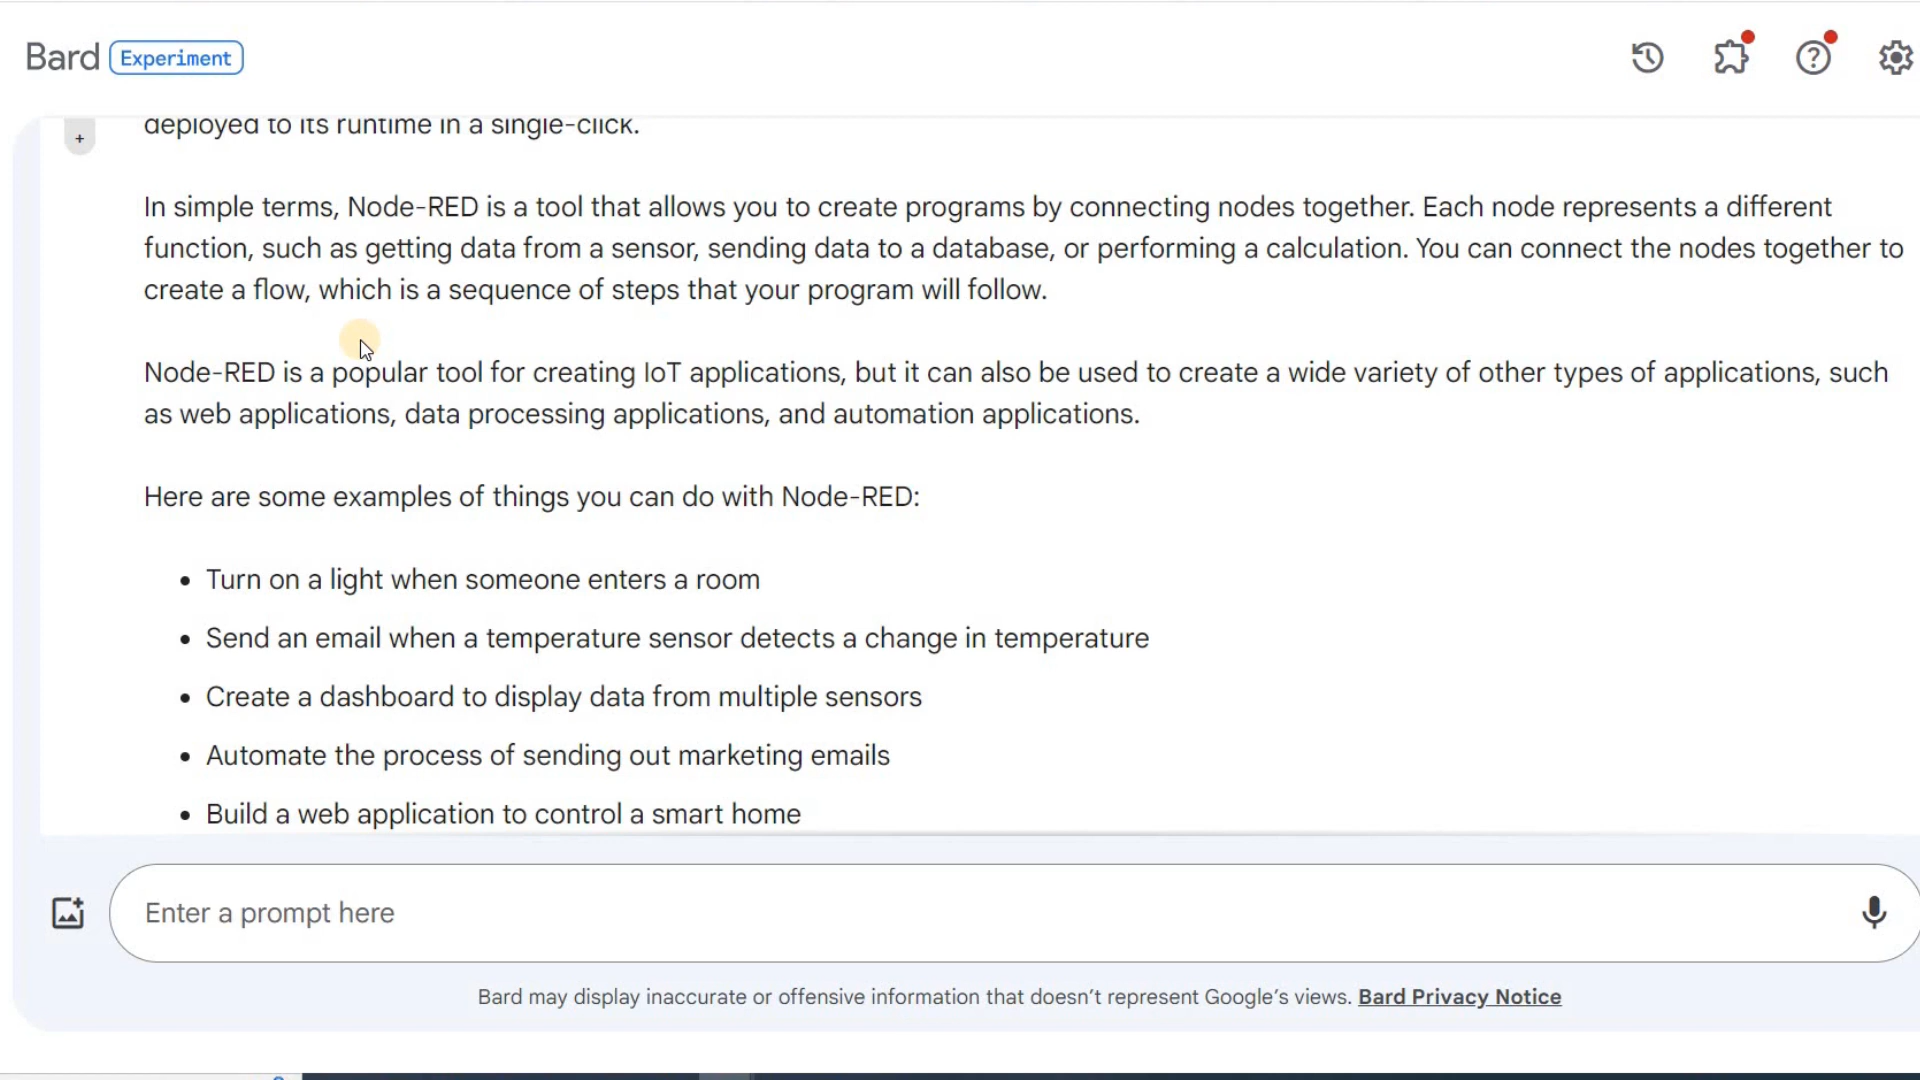 Bard Experiment
deployed to its runtime in a single-click.
In simple terms, Node-RED is a tool that allows you to create programs by connecting nodes together. Each node represents a different
function, such as getting data from a sensor, sending data to a database, or performing a calculation. You can connect the nodes together to
create a flow, which is a sequence of steps that your program will follow.
Node-RED is a popular tool for creating IoT applications, but it can also be used to create a wide variety of other types of applications, such
as web applications, data processing applications, and automation applications.
Here are some examples of things you can do with Node-RED:
• Turn on a light when someone enters a room
• Send an email when a temperature sensor detects a change in temperature
• Create a dashboard to display data from multiple sensors
• Automate the process of sending out marketing emails
• Build a web application to control a smart home
Enter a prompt here
Bard may display inaccurate or offensive information that doesn't represent Google's views. Bard Privacy Notice